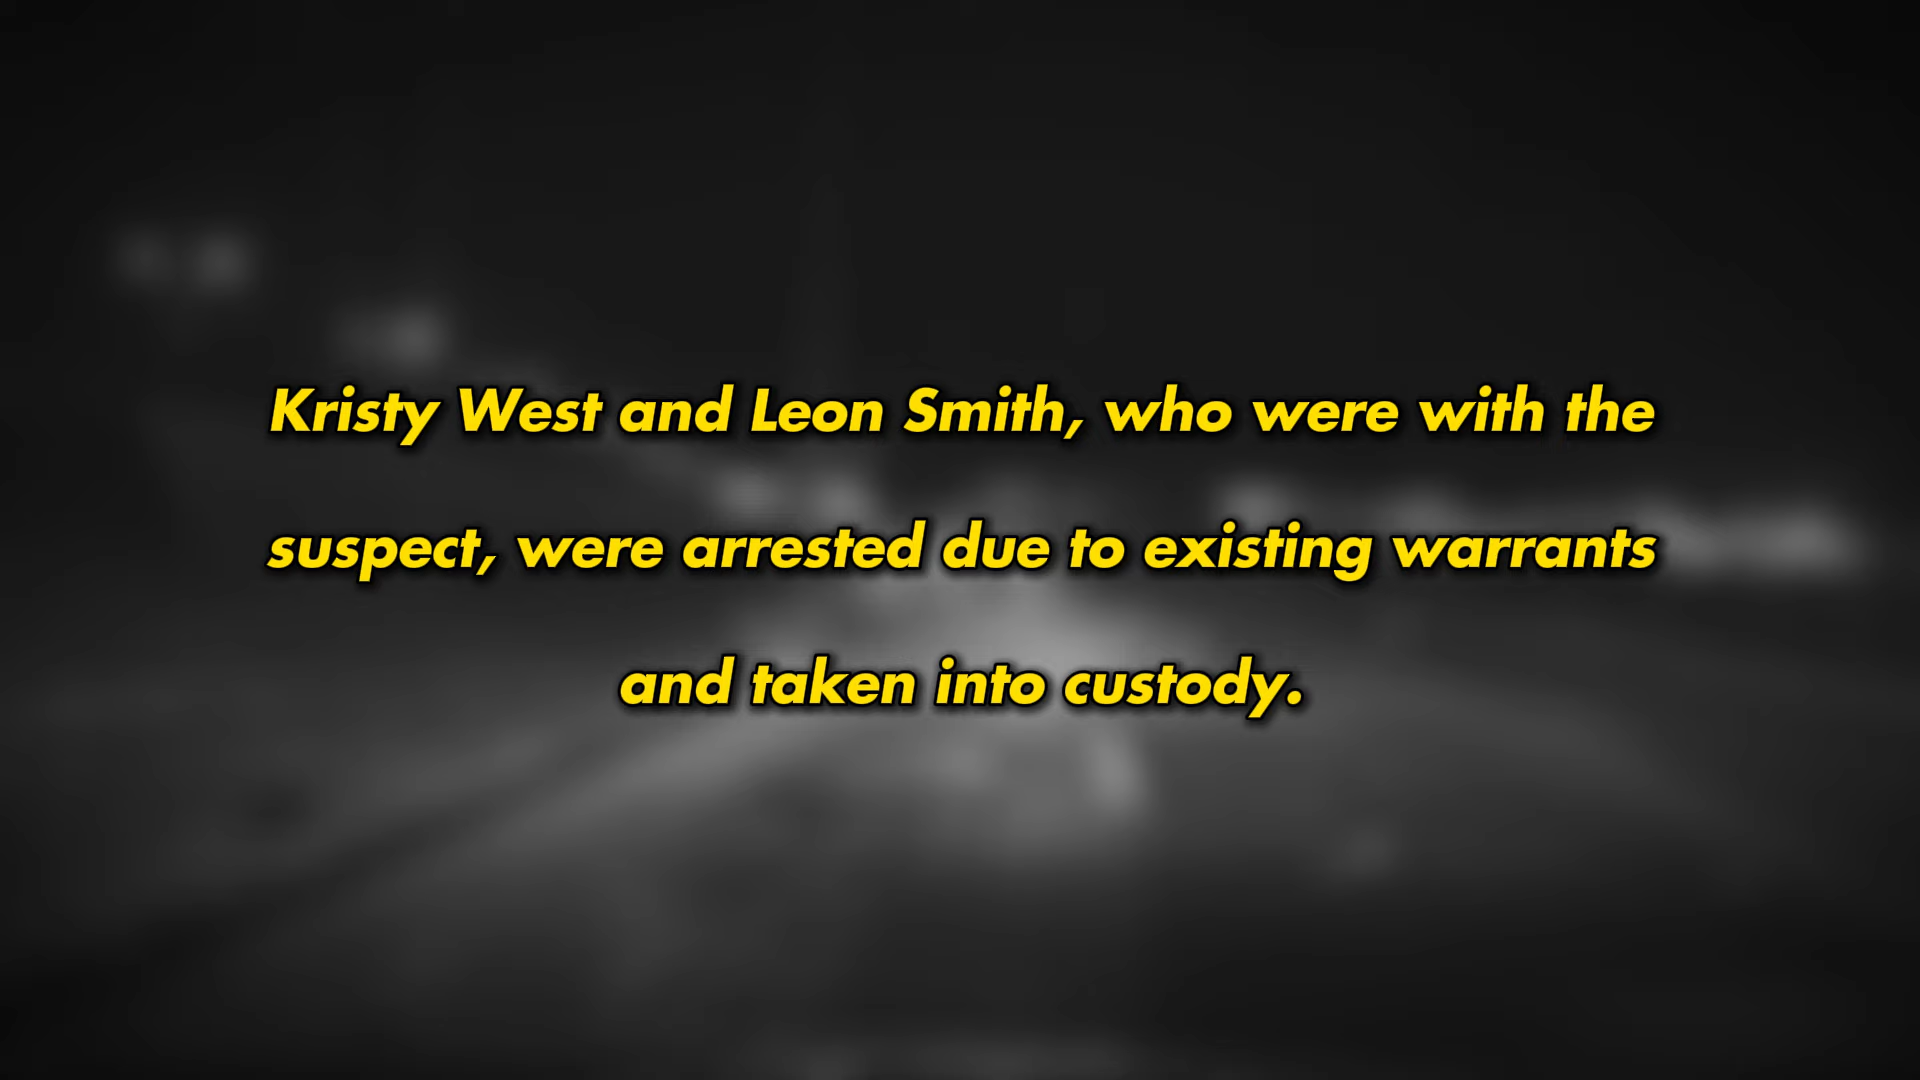 Kristy West and Leon Smith, who were with the
suspect, were arrested due to existing warrants
and taken into custody.